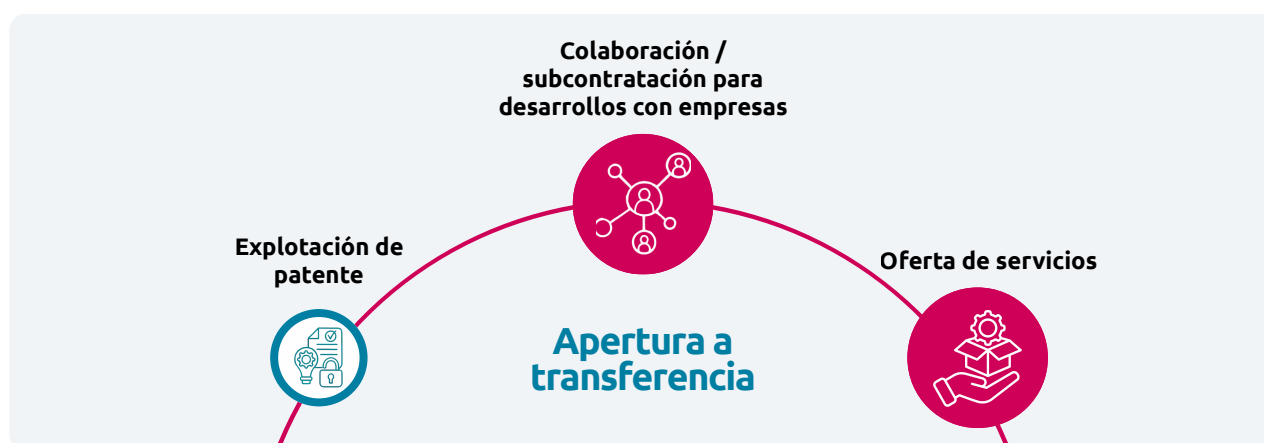 Colaboración /
subcontratación para
desarrollos con empresas
Explotación de
patente
Oferta de servicios
Apertura a
transferencia